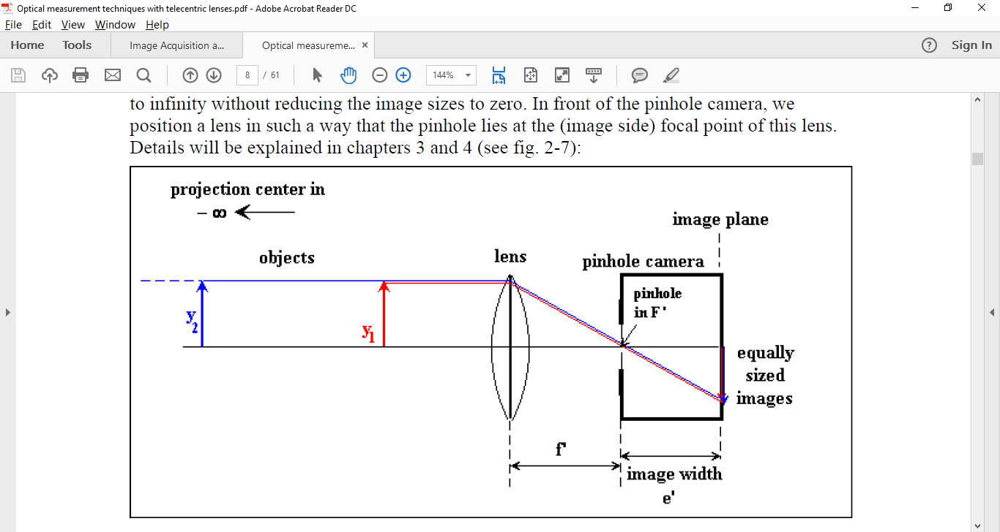 Optical measurement techniques with telecentric lenses.pdf - Adobe Acrobat Reader DC
File Edit View Window Help
Home Tools Image Acquisition a... Optical measureme... × ? Sign In
8 / 61 144%
to infinity without reducing the image sizes to zero. In front of the pinhole camera, we
position a lens in such a way that the pinhole lies at the (image side) focal point of this lens.
Details will be explained in chapters 3 and 4 (see fig. 2-7):
projection center in
– ∞
image plane
objects
lens
pinhole camera
pinhole
in F'
y2
y1
equally
sized
images
f'
image width
e'